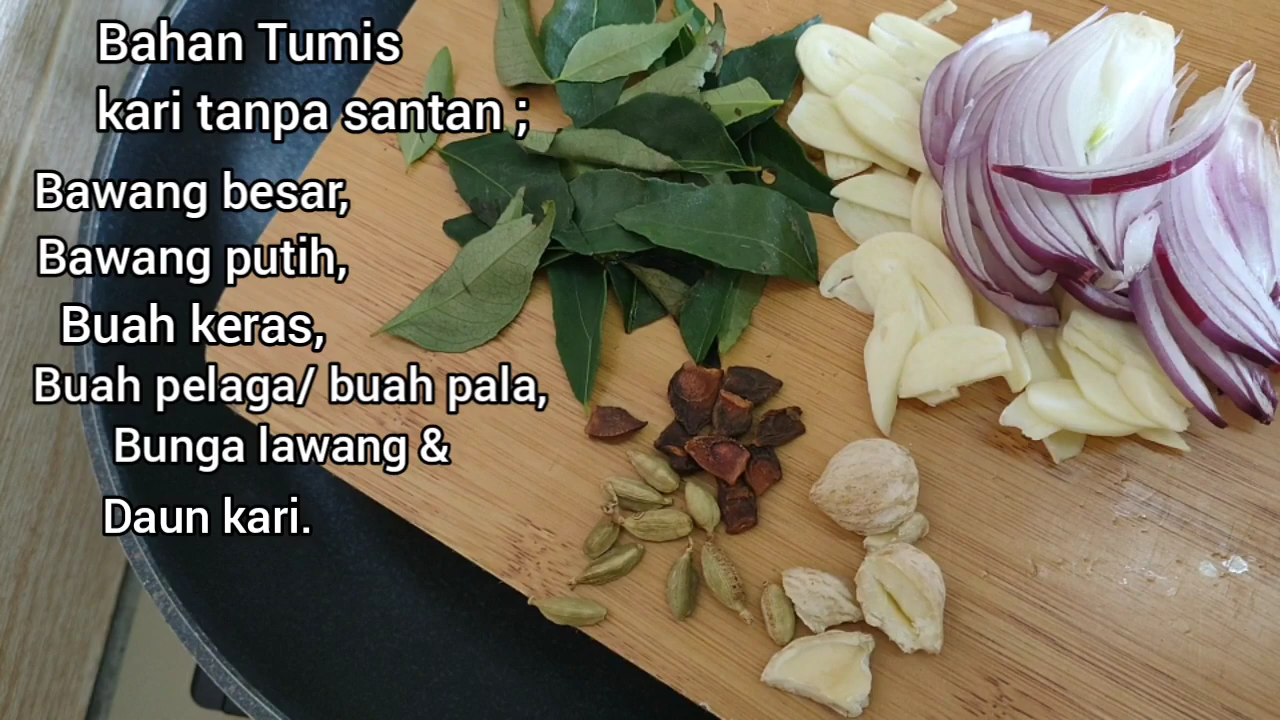 Bahan Tumis
kari tanpa santan ;
Bawang besar,
Bawang putih,
Buah keras,
Buah pelaga/ buah pala,
Bunga lawang &
Daun kari.